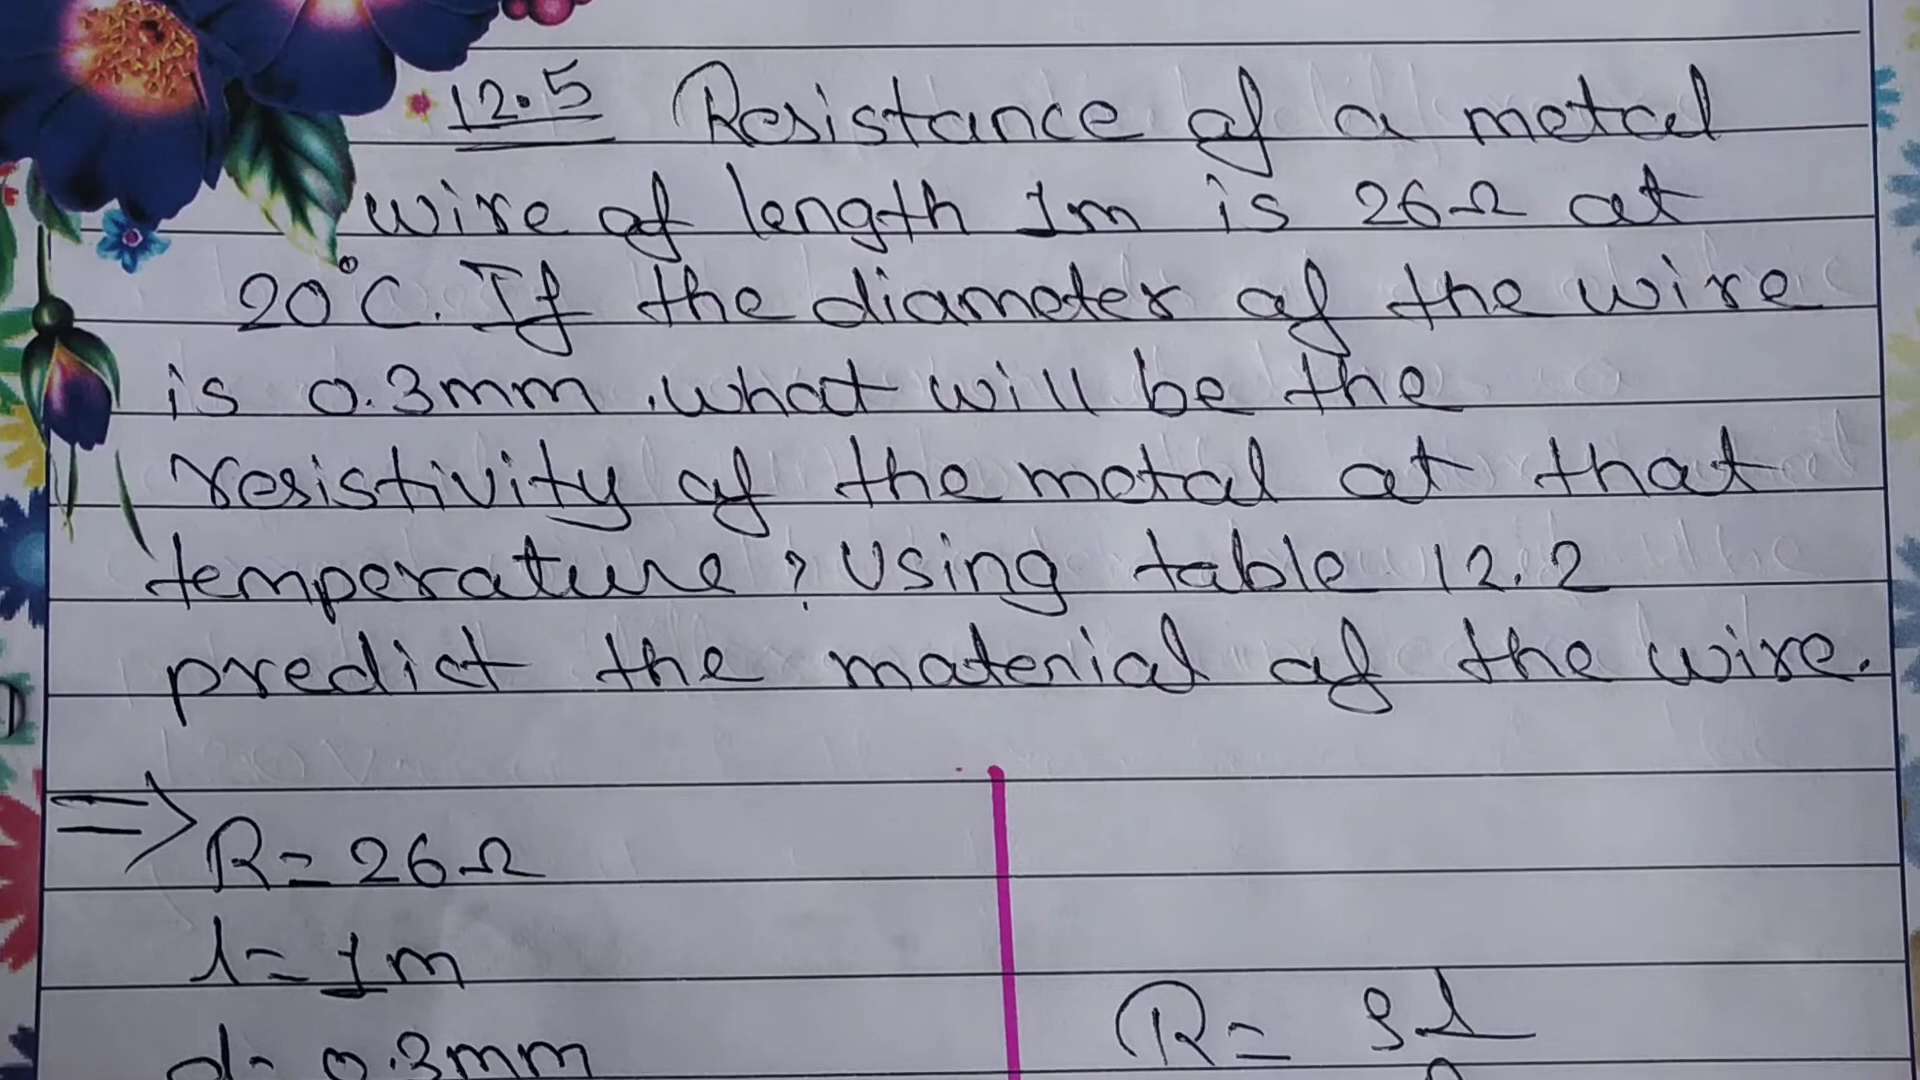 12.5 Resistance of a metal
wire of length 1m is 26Ω at
20°C. If the diameter of the wire
is 0.3mm, what will be the
resistivity of the metal at that
temperature? Using table 12.2
predict the material of the wire.
⇒ R = 26Ω
l = 1m
R = ρl
d = 0.3mm